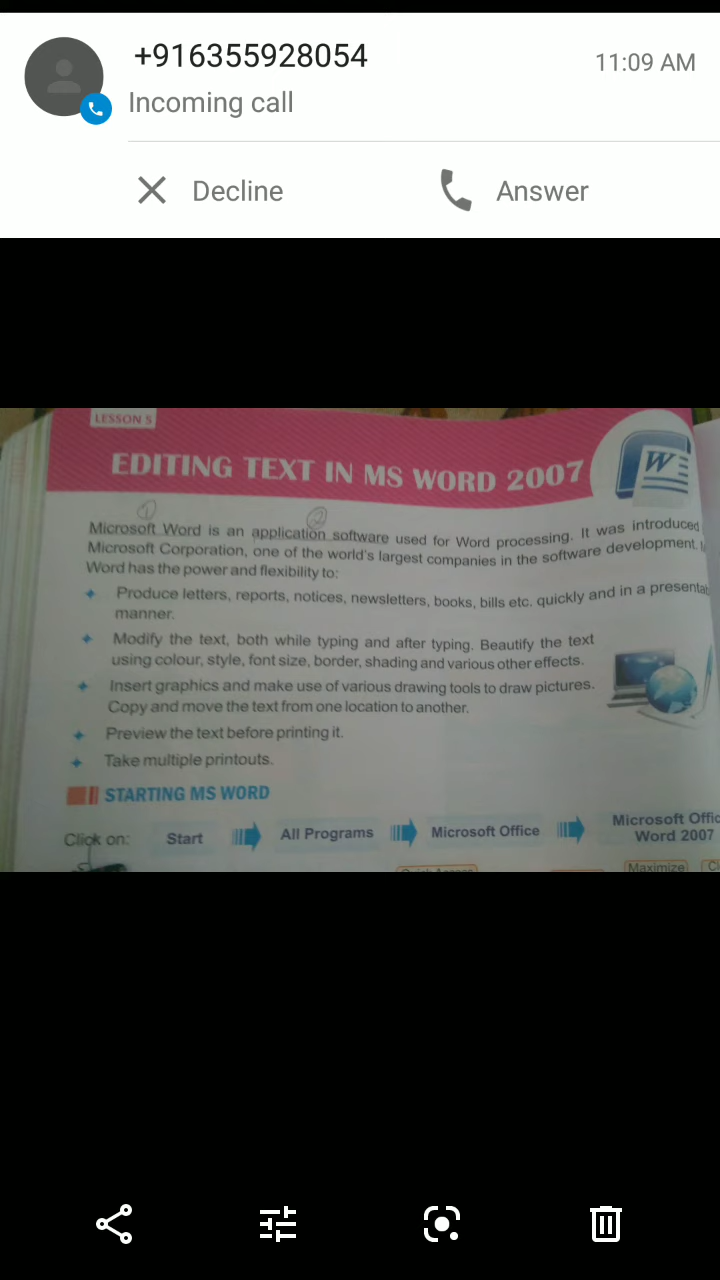 +916355928054
11:09 AM
Incoming call
Decline
Answer
LESSON 5
EDITING TEXT IN MS WORD 2007
W
1
2
Microsoft Word is an application software used for Word processing. It was introduced
Microsoft Corporation, one of the world's largest companies in the software development.
Word has the power and flexibility to:
Produce letters, reports, notices, newsletters, books, bills etc. quickly and in a presentab
manner.
Modify the text, both while typing and after typing. Beautify the text
using colour, style, font size, border, shading and various other effects.
Insert graphics and make use of various drawing tools to draw pictures.
Copy and move the text from one location to another.
Preview the text before printing it.
Take multiple printouts.
STARTING MS WORD
Click on: Start All Programs Microsoft Office Microsoft Offic
Word 2007
Maximize